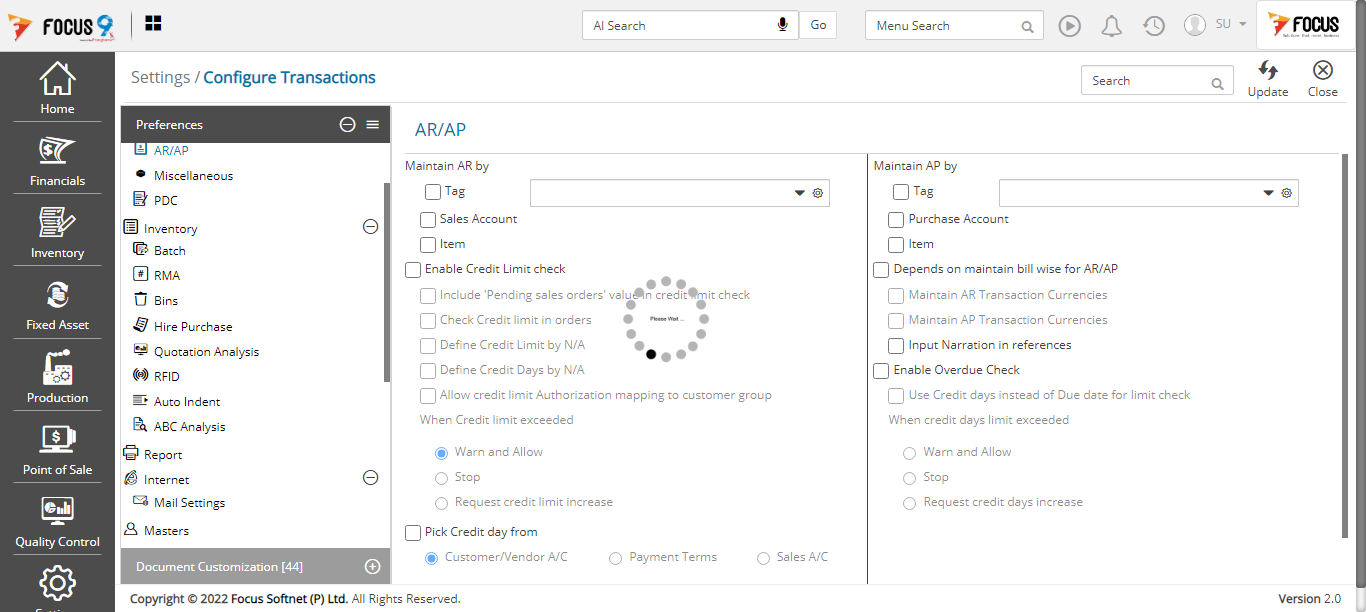 FOCUS 9
AI Search
Go
Menu Search
SU
FOCUS
Home
Financials
Inventory
Fixed Asset
Production
Point of Sale
Quality Control
Settings / Configure Transactions
Search
Update
Close
Preferences
AR/AP
Miscellaneous
PDC
Inventory
Batch
RMA
Bins
Hire Purchase
Quotation Analysis
RFID
Auto Indent
ABC Analysis
Report
Internet
Mail Settings
Masters
Document Customization [44]
AR/AP
Maintain AR by
Tag
Sales Account
Item
Enable Credit Limit check
Include 'Pending sales orders' value in credit limit check
Check Credit limit in orders
Define Credit Limit by N/A
Define Credit Days by N/A
Allow credit limit Authorization mapping to customer group
When Credit limit exceeded
Warn and Allow
Stop
Request credit limit increase
Pick Credit day from
Customer/Vendor A/C
Payment Terms
Sales A/C
Please Wait ...
Maintain AP by
Tag
Purchase Account
Item
Depends on maintain bill wise for AR/AP
Maintain AR Transaction Currencies
Maintain AP Transaction Currencies
Input Narration in references
Enable Overdue Check
Use Credit days instead of Due date for limit check
When credit days limit exceeded
Warn and Allow
Stop
Request credit days increase
Copyright © 2022 Focus Softnet (P) Ltd. All Rights Reserved.
Version 2.0